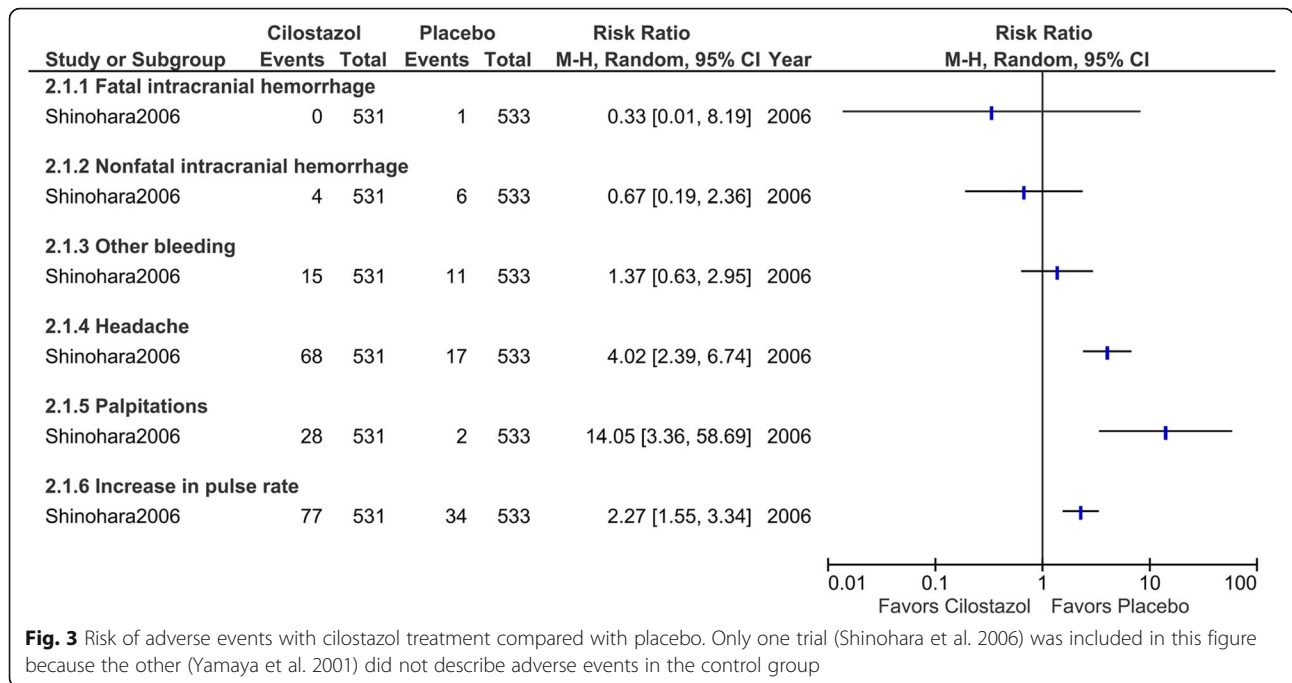 Cilostazol Placebo Risk Ratio Risk Ratio
Study or Subgroup Events Total Events Total M-H, Random, 95% CI Year M-H, Random, 95% CI
2.1.1 Fatal intracranial hemorrhage
Shinohara2006 0 531 1 533 0.33 [0.01, 8.19] 2006
2.1.2 Nonfatal intracranial hemorrhage
Shinohara2006 4 531 6 533 0.67 [0.19, 2.36] 2006
2.1.3 Other bleeding
Shinohara2006 15 531 11 533 1.37 [0.63, 2.95] 2006
2.1.4 Headache
Shinohara2006 68 531 17 533 4.02 [2.39, 6.74] 2006
2.1.5 Palpitations
Shinohara2006 28 531 2 533 14.05 [3.36, 58.69] 2006
2.1.6 Increase in pulse rate
Shinohara2006 77 531 34 533 2.27 [1.55, 3.34] 2006
0.01 0.1 1 10 100
Favors Cilostazol Favors Placebo
Fig. 3 Risk of adverse events with cilostazol treatment compared with placebo. Only one trial (Shinohara et al. 2006) was included in this figure
because the other (Yamaya et al. 2001) did not describe adverse events in the control group